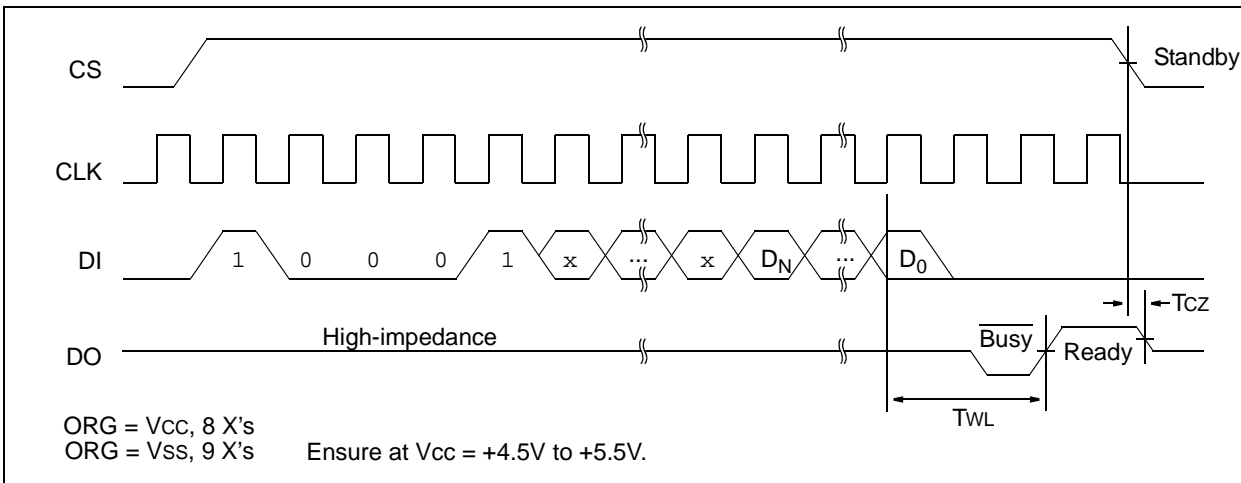 CS
Standby
CLK
DI 1 0 0 0 1 x ... x DN ... D0
TCZ
High-impedance
DO
Busy
Ready
TWL
ORG = VCC, 8 X's
ORG = VSS, 9 X's Ensure at Vcc = +4.5V to +5.5V.